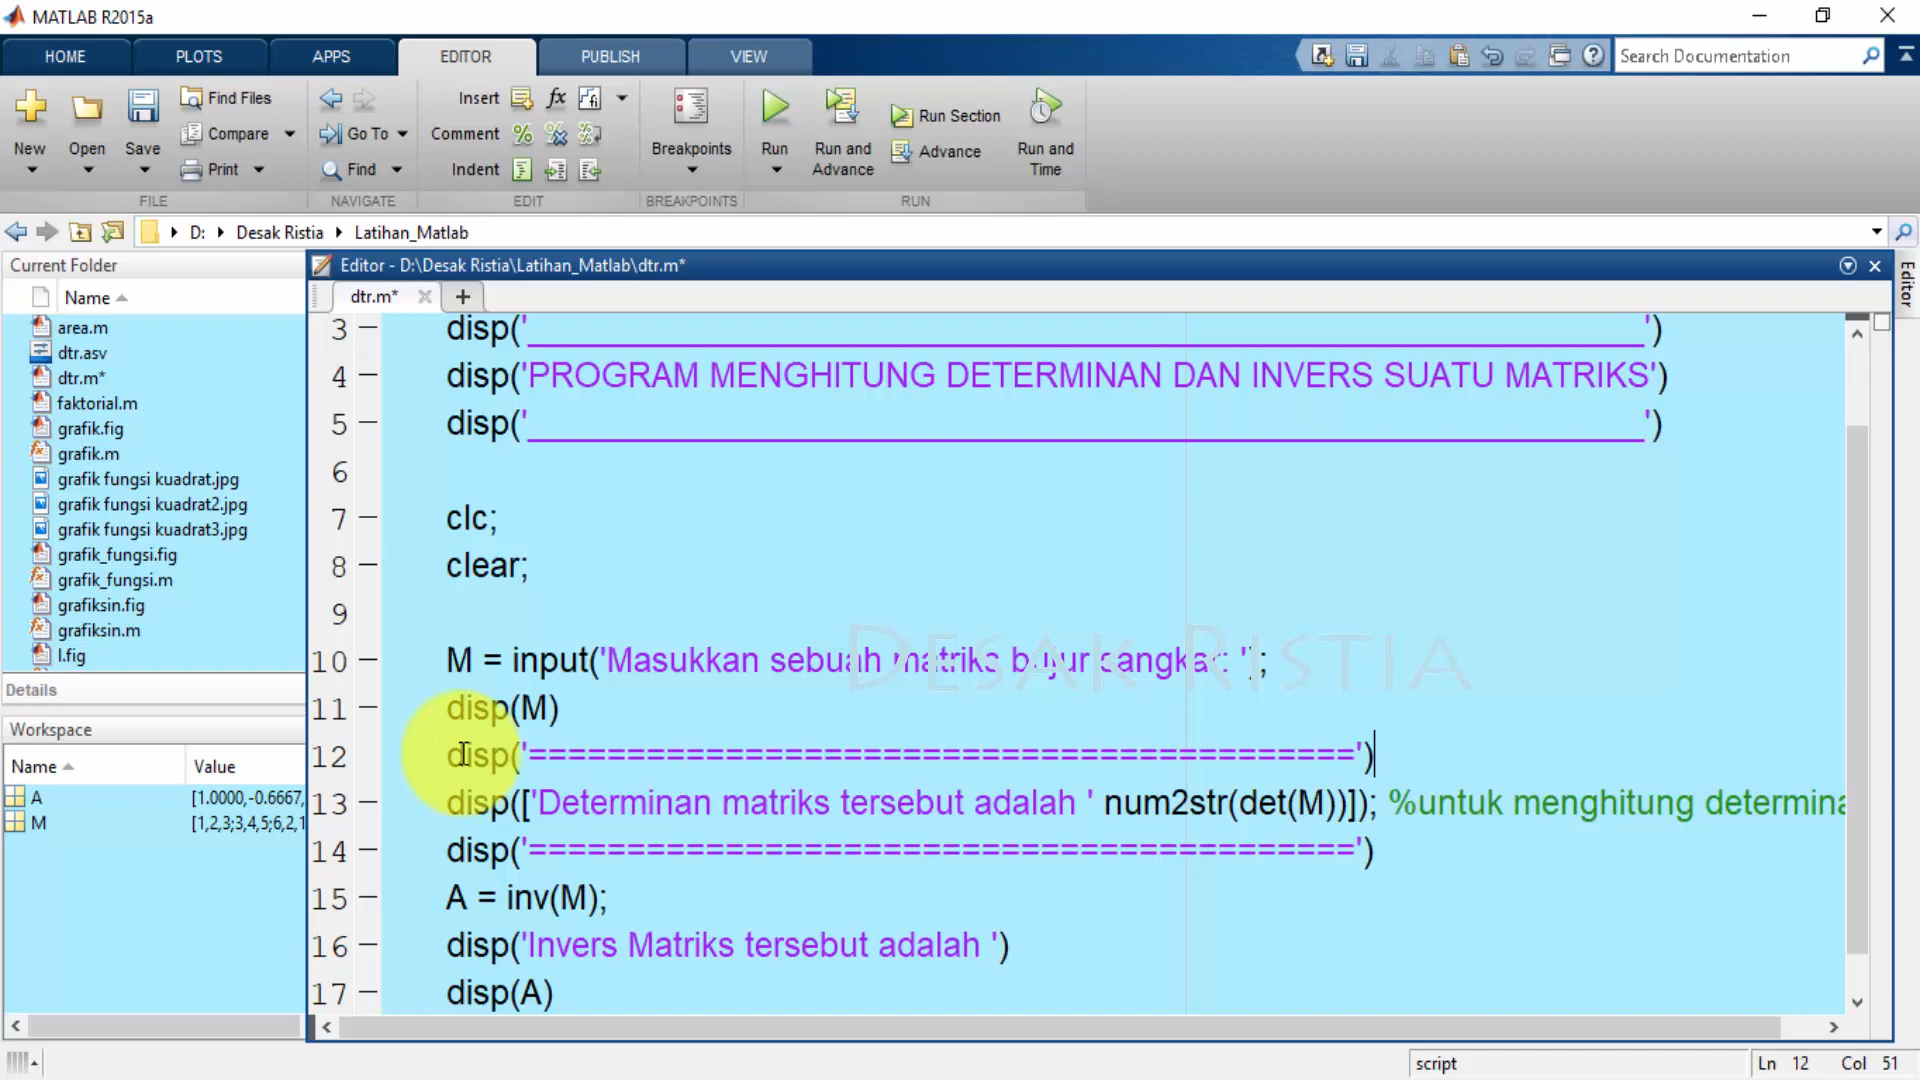 MATLAB R2015a
HOME PLOTS APPS EDITOR PUBLISH VIEW
Search Documentation
New Open Save Find Files Compare Print
Go To Find
Insert Comment Indent
Breakpoints
Run Run and Advance Run Section Advance Run and Time
FILE NAVIGATE EDIT BREAKPOINTS RUN
D: Desak Ristia Latihan_Matlab
Current Folder
Name
area.m
dtr.asv
dtr.m*
faktorial.m
grafik.fig
grafik.m
grafik fungsi kuadrat.jpg
grafik fungsi kuadrat2.jpg
grafik fungsi kuadrat3.jpg
grafik_fungsi.fig
grafik_fungsi.m
grafiksin.fig
grafiksin.m
l.fig
Details
Workspace
Name Value
A [1.0000,-0.6667,
M [1,2,3;3,4,5;6,2,1
Editor - D:\Desak Ristia\Latihan_Matlab\dtr.m*
dtr.m*
Editor
3 disp('______________________________________________________')
4 disp('PROGRAM MENGHITUNG DETERMINAN DAN INVERS SUATU MATRIKS')
5 disp('______________________________________________________')
6
7 clc;
8 clear;
9
10 M = input('Masukkan sebuah matriks bujur sangkar: ');
11 disp(M)
12 disp('==========================================')
13 disp(['Determinan matriks tersebut adalah ' num2str(det(M))]); %untuk menghitung determina
14 disp('==========================================')
15 A = inv(M);
16 disp('Invers Matriks tersebut adalah ')
17 disp(A)
DESAK RISTIA
script Ln 12 Col 51